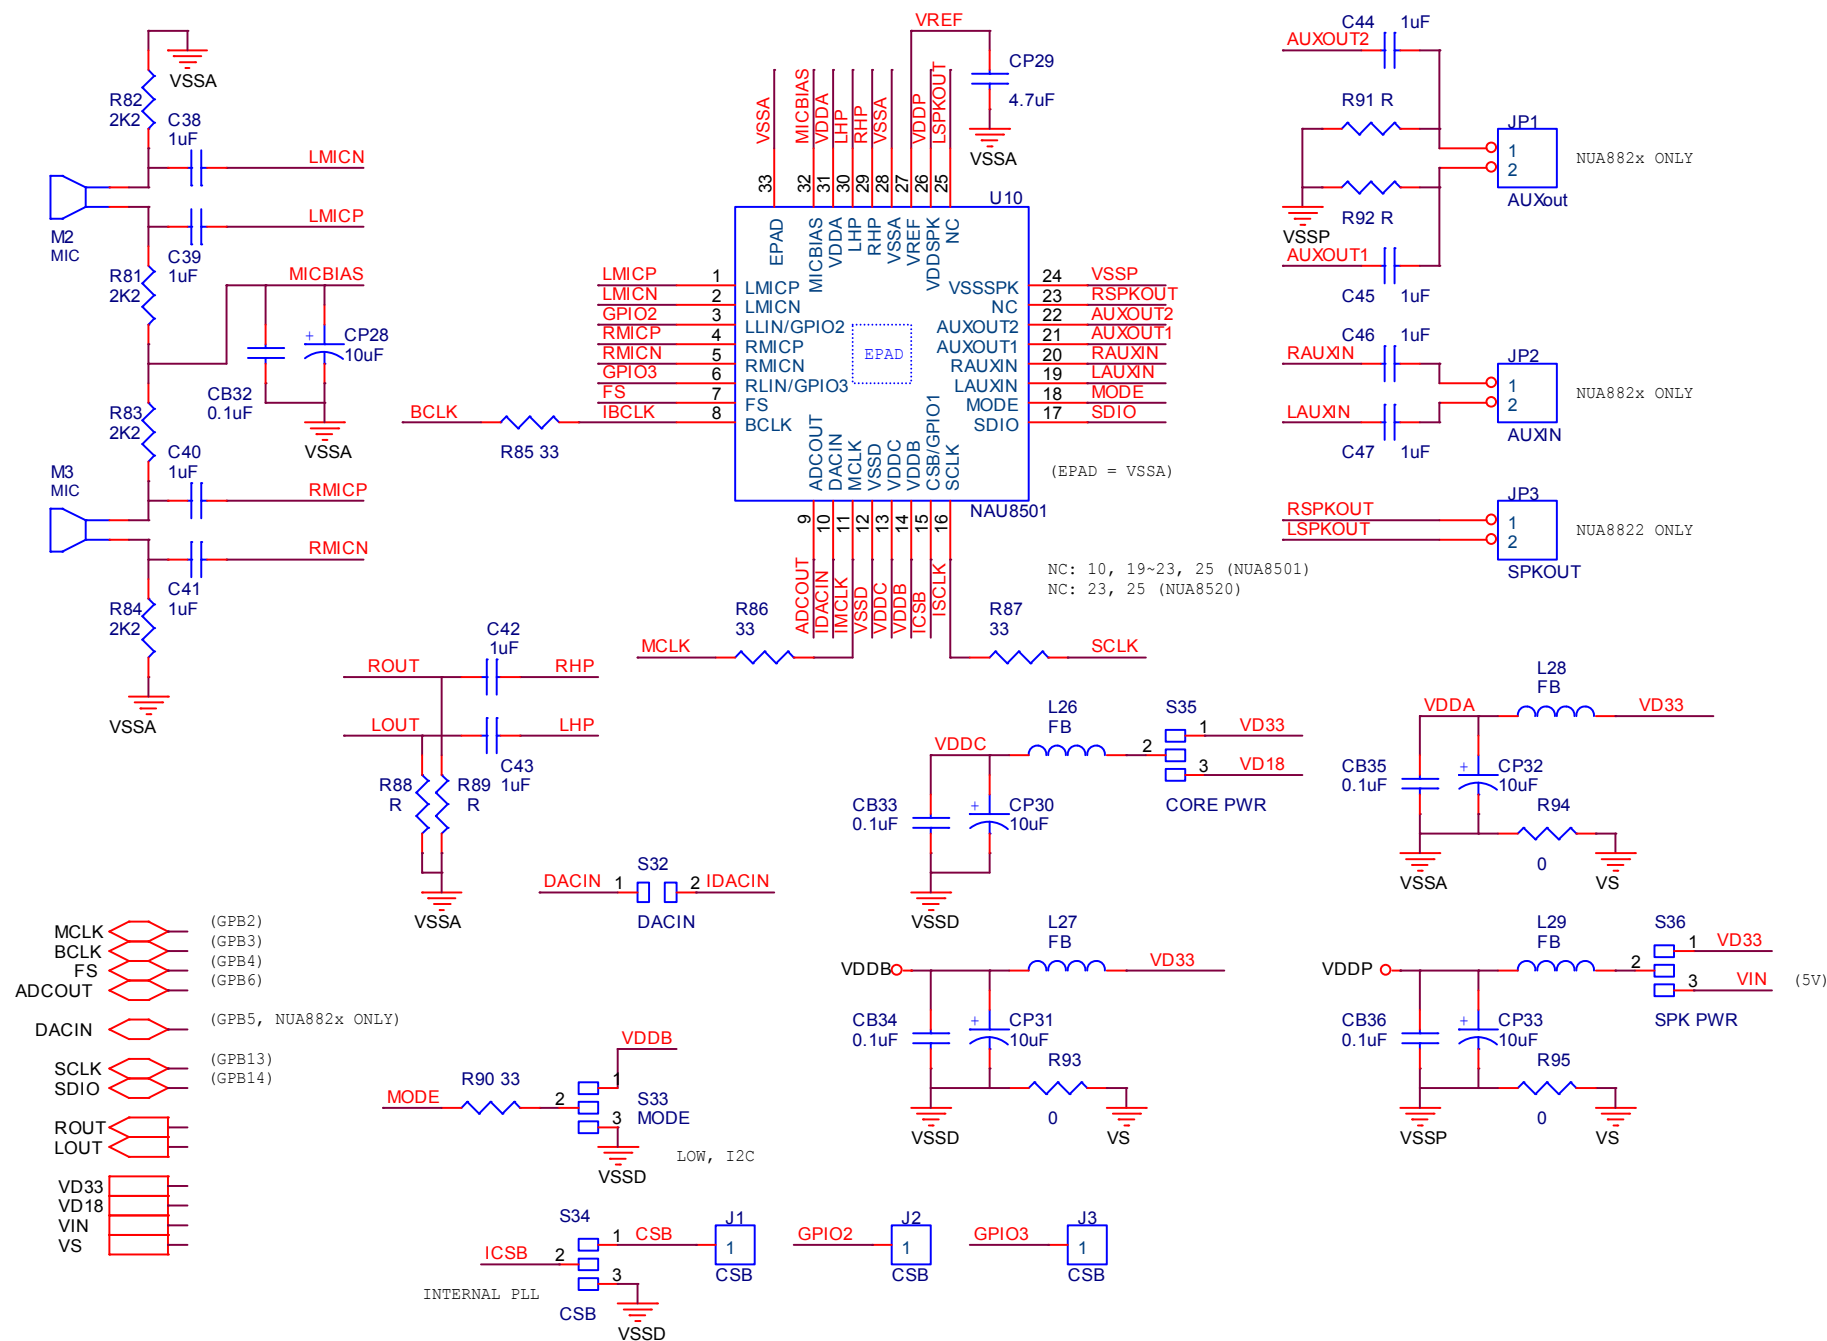 VREF
CP29
4.7uF
VSSA
VSSA
MICBIAS
VDDA
LHP
RHP
VSSA
VDDP
LSPKOUT
33
32
31
30
29
28
27
26
25
U10
EPAD
MICBIAS
VDDA
LHP
RHP
VSSA
VREF
VDDSPK
NC
VSSA
R82
2K2
C38
1uF
LMICN
LMICP
M2
MIC
C39
1uF
R81
2K2
MICBIAS
CP28
10uF
CB32
0.1uF
VSSA
R83
2K2
C40
1uF
M3
MIC
RMICP
RMICN
C41
1uF
R84
2K2
VSSA
LMICP 1 LMICP
LMICN 2 LMICN
GPIO2 3 LLIN/GPIO2
RMICP 4 RMICP
RMICN 5 RMICN
GPIO3 6 RLIN/GPIO3
FS 7 FS
BCLK IBCLK 8 BCLK
R85 33
EPAD
VSSSPK 24 VSSP
NC 23 RSPKOUT
AUXOUT2 22 AUXOUT2
AUXOUT1 21 AUXOUT1
RAUXIN 20 RAUXIN
LAUXIN 19 LAUXIN
MODE 18 MODE
SDIO 17 SDIO
ADCOUT
DACIN
MCLK
VSSD
VDDC
VDDB
CSB/GPIO1
SCLK
(EPAD = VSSA)
NAU8501
9
10
11
12
13
14
15
16
ADCOUT
IDACIN
IMCLK
VSSD
VDDC
VDDB
ICSB
ISCLK
NC: 10, 19~23, 25 (NUA8501)
NC: 23, 25 (NUA8520)
R86
33
MCLK
R87
33
SCLK
C44 1uF
AUXOUT2
R91 R
JP1
1
2
AUXout
NUA882x ONLY
R92 R
VSSP
AUXOUT1
C45 1uF
C46 1uF
RAUXIN
JP2
1
2
AUXIN
NUA882x ONLY
LAUXIN
C47 1uF
JP3
RSPKOUT 1
LSPKOUT 2
SPKOUT
NUA8822 ONLY
C42
1uF
ROUT RHP
LOUT LHP
C43
1uF
R88
R
R89
R
VSSA
L26
FB
S35
1 VD33
VDDC 2
3 VD18
CORE PWR
CB33
0.1uF
CP30
10uF
VSSD
L28
FB
VDDA VD33
CB35
0.1uF
CP32
10uF
R94
0
VSSA VS
S32
DACIN 1 2 IDACIN
DACIN
L27
FB
VDDB VD33
CB34
0.1uF
CP31
10uF
R93
0
VSSD VS
L29
FB
S36
1 VD33
VDDP 2
3 VIN (5V)
SPK PWR
CB36
0.1uF
CP33
10uF
R95
0
VSSP VS
MCLK (GPB2)
BCLK (GPB3)
FS (GPB4)
ADCOUT (GPB6)
DACIN (GPB5, NUA882x ONLY)
SCLK (GPB13)
SDIO (GPB14)
ROUT
LOUT
VD33
VD18
VIN
VS
VDDB
R90 33
MODE 2
1
S33
3 MODE
VSSD
LOW, I2C
S34
1 CSB
J1
1
CSB
ICSB 2
3
INTERNAL PLL
CSB
VSSD
GPIO2
J2
1
CSB
GPIO3
J3
1
CSB